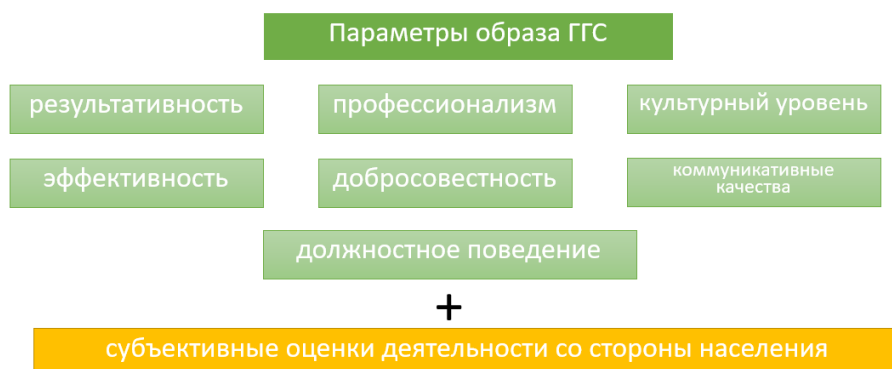 Параметры образа ГГС
результативность
профессионализм
культурный уровень
эффективность
добросовестность
коммуникативные
качества
должностное поведение
+
субъективные оценки деятельности со стороны населения